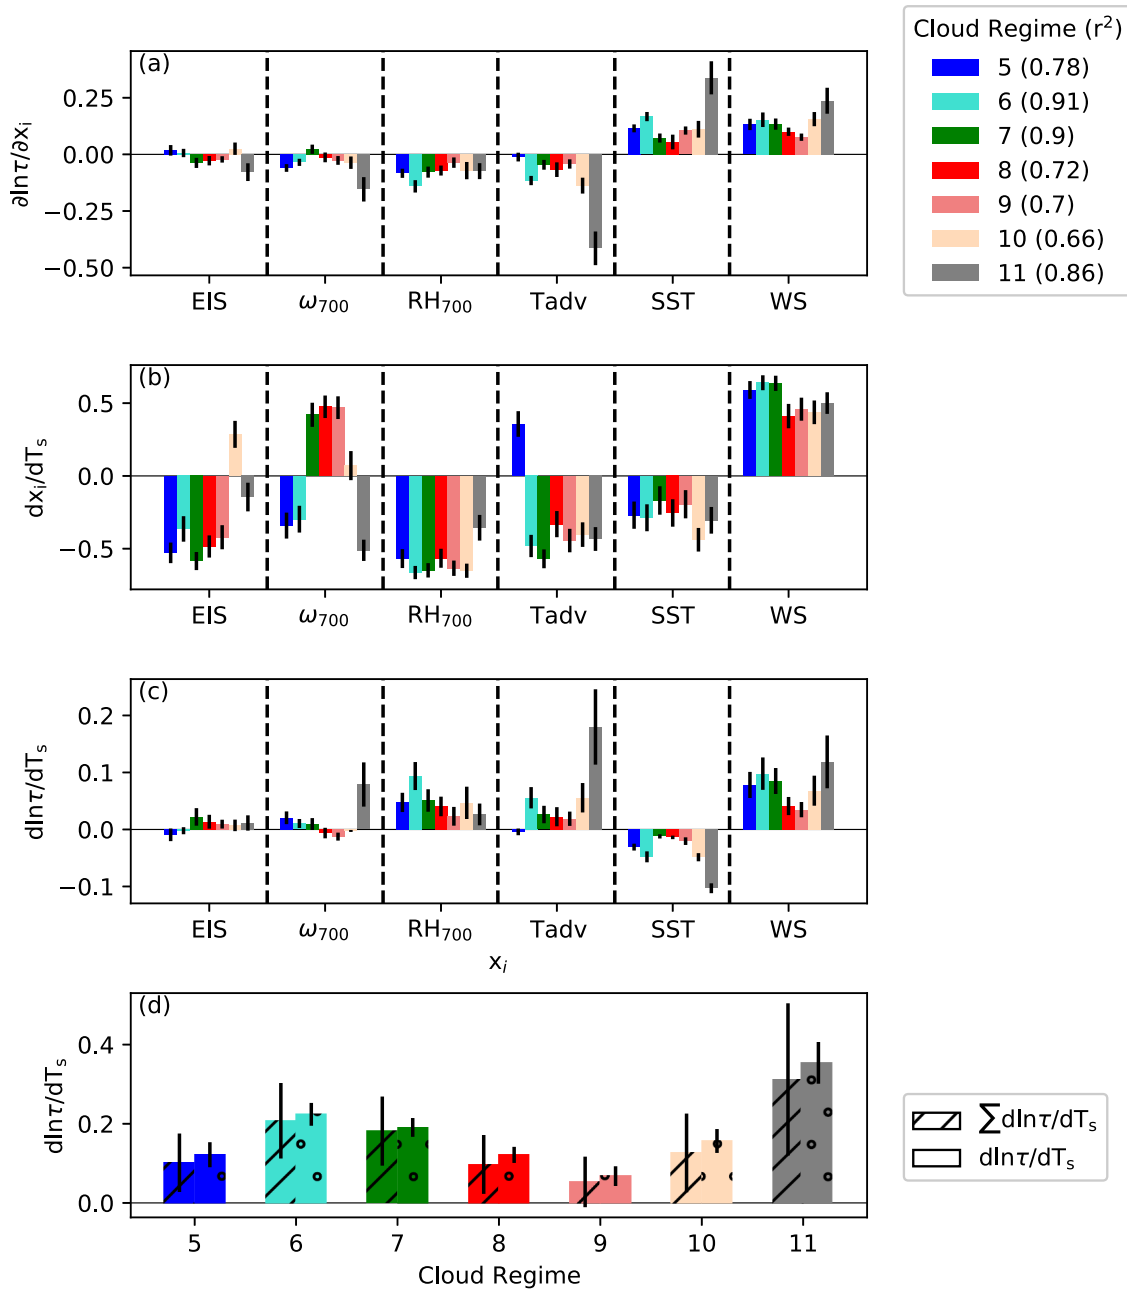 Cloud Regime (r²)
5 (0.78)
6 (0.91)
7 (0.9)
8 (0.72)
9 (0.7)
10 (0.66)
11 (0.86)
(a)
∂lnτ/∂xᵢ
0.25
0.00
−0.25
−0.50
EIS ω₇₀₀ RH₇₀₀ Tadv SST WS
(b)
dxᵢ/dTₛ
0.5
0.0
−0.5
EIS ω₇₀₀ RH₇₀₀ Tadv SST WS
(c)
dlnτ/dTₛ
0.2
0.1
0.0
−0.1
EIS ω₇₀₀ RH₇₀₀ Tadv SST WS
xᵢ
(d)
dlnτ/dTₛ
0.4
0.2
0.0
5 6 7 8 9 10 11
Cloud Regime
∑dlnτ/dTₛ
dlnτ/dTₛ